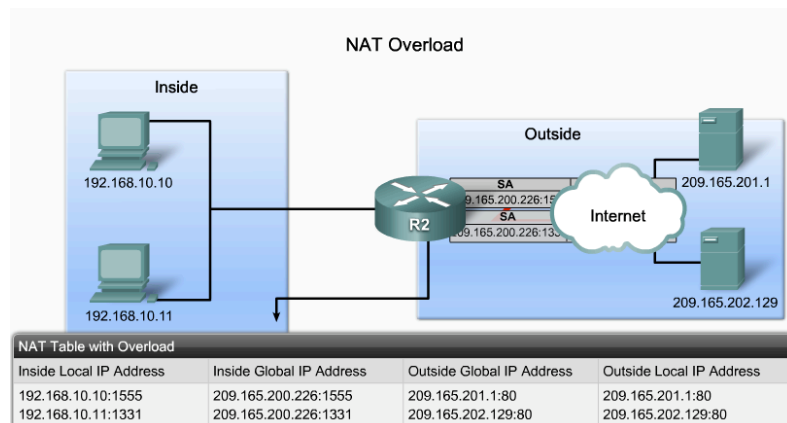 NAT Overload
Inside
Outside
192.168.10.10
192.168.10.11
R2
SA
SA
Internet
209.165.201.1
209.165.202.129
NAT Table with Overload
Inside Local IP Address Inside Global IP Address Outside Global IP Address Outside Local IP Address
192.168.10.10:1555 209.165.200.226:1555 209.165.201.1:80 209.165.201.1:80
192.168.10.11:1331 209.165.200.226:1331 209.165.202.129:80 209.165.202.129:80